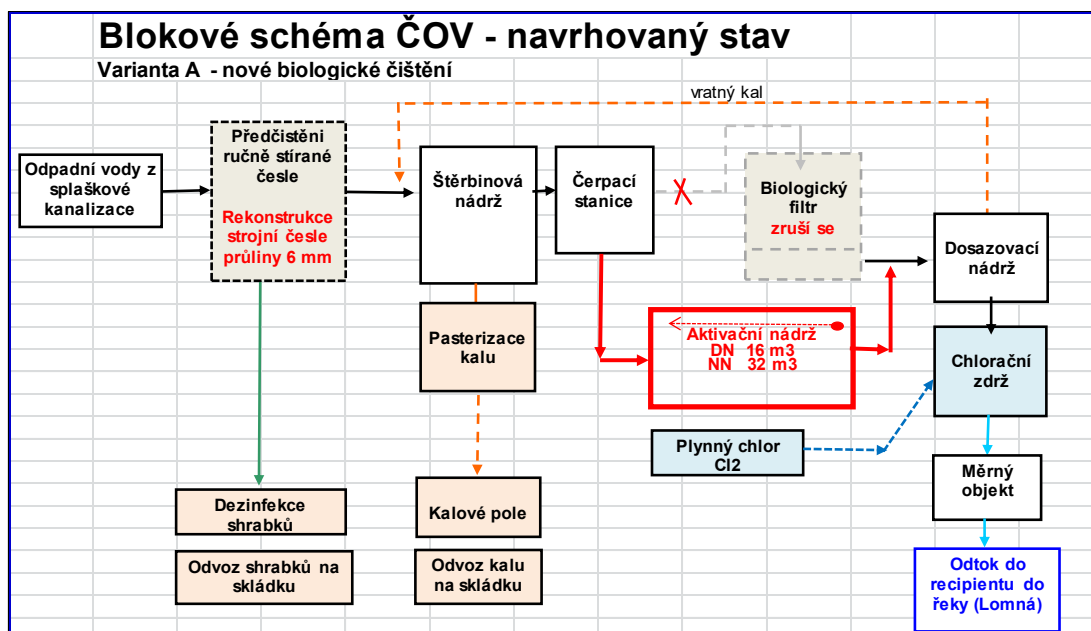 Blokové schéma ČOV - navrhovaný stav
Varianta A - nové biologické čištění
vratný kal
Odpadní vody z
splaškové
kanalizace
Předčistěni
ručně stírané
česle
Rekonstrukce
strojní česle
průliny 6 mm
Štěrbinová
nádrž
Čerpací
stanice
Biologický
filtr
zruší se
Dosazovací
nádrž
Pasterizace
kalu
Aktivační nádrž
DN 16 m3
NN 32 m3
Chlorační
zdrž
Plynný chlor
Cl2
Měrný
objekt
Dezinfekce
shrabků
Kalové pole
Odvoz shrabků na
skládku
Odvoz kalu
na skládku
Odtok do
recipientu do
řeky (Lomná)